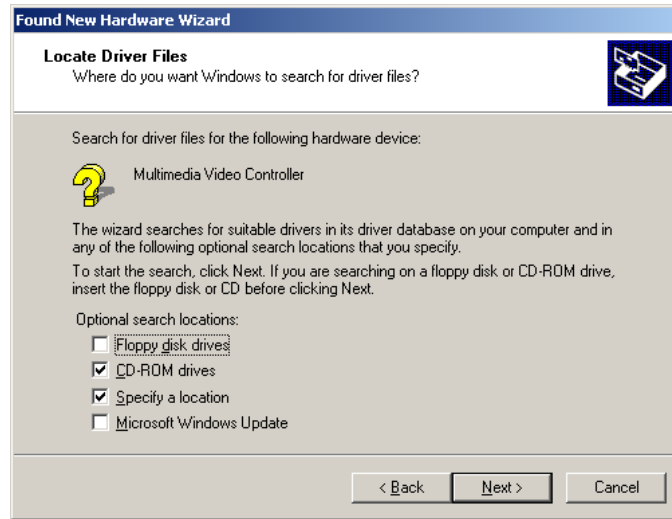 Found New Hardware Wizard
Locate Driver Files
Where do you want Windows to search for driver files?
Search for driver files for the following hardware device:
Multimedia Video Controller
The wizard searches for suitable drivers in its driver database on your computer and in
any of the following optional search locations that you specify.
To start the search, click Next. If you are searching on a floppy disk or CD-ROM drive,
insert the floppy disk or CD before clicking Next.
Optional search locations:
Floppy disk drives
CD-ROM drives
Specify a location
Microsoft Windows Update
< Back Next > Cancel